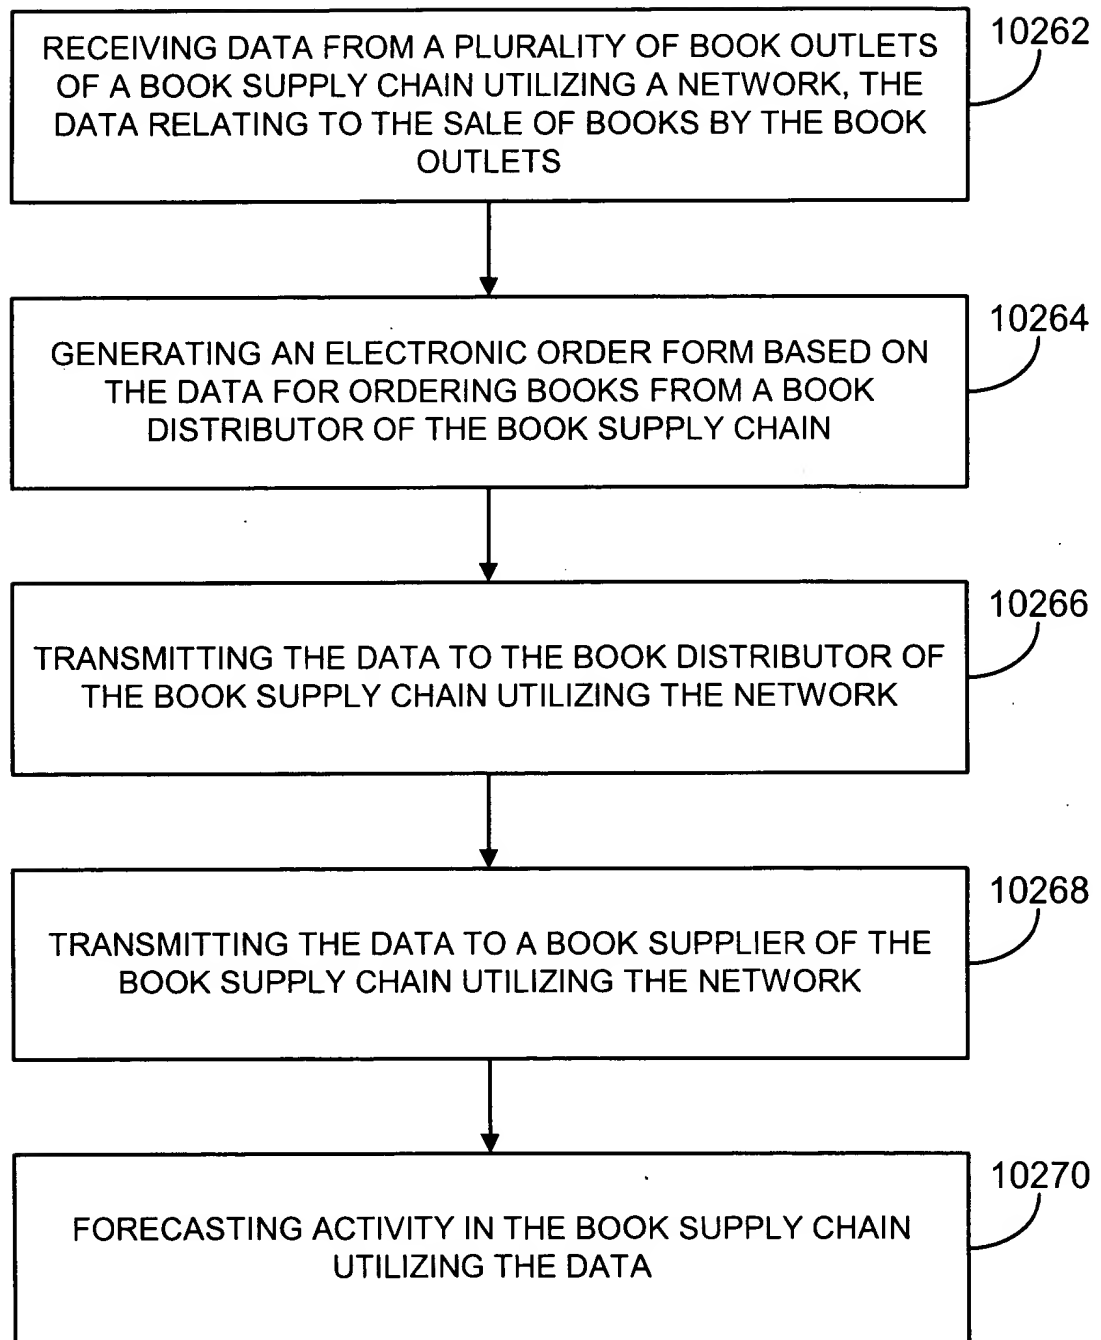 RECEIVING DATA FROM A PLURALITY OF BOOK OUTLETS
OF A BOOK SUPPLY CHAIN UTILIZING A NETWORK, THE
DATA RELATING TO THE SALE OF BOOKS BY THE BOOK
OUTLETS
10262
GENERATING AN ELECTRONIC ORDER FORM BASED ON
THE DATA FOR ORDERING BOOKS FROM A BOOK
DISTRIBUTOR OF THE BOOK SUPPLY CHAIN
10264
TRANSMITTING THE DATA TO THE BOOK DISTRIBUTOR OF
THE BOOK SUPPLY CHAIN UTILIZING THE NETWORK
10266
TRANSMITTING THE DATA TO A BOOK SUPPLIER OF THE
BOOK SUPPLY CHAIN UTILIZING THE NETWORK
10268
FORECASTING ACTIVITY IN THE BOOK SUPPLY CHAIN
UTILIZING THE DATA
10270